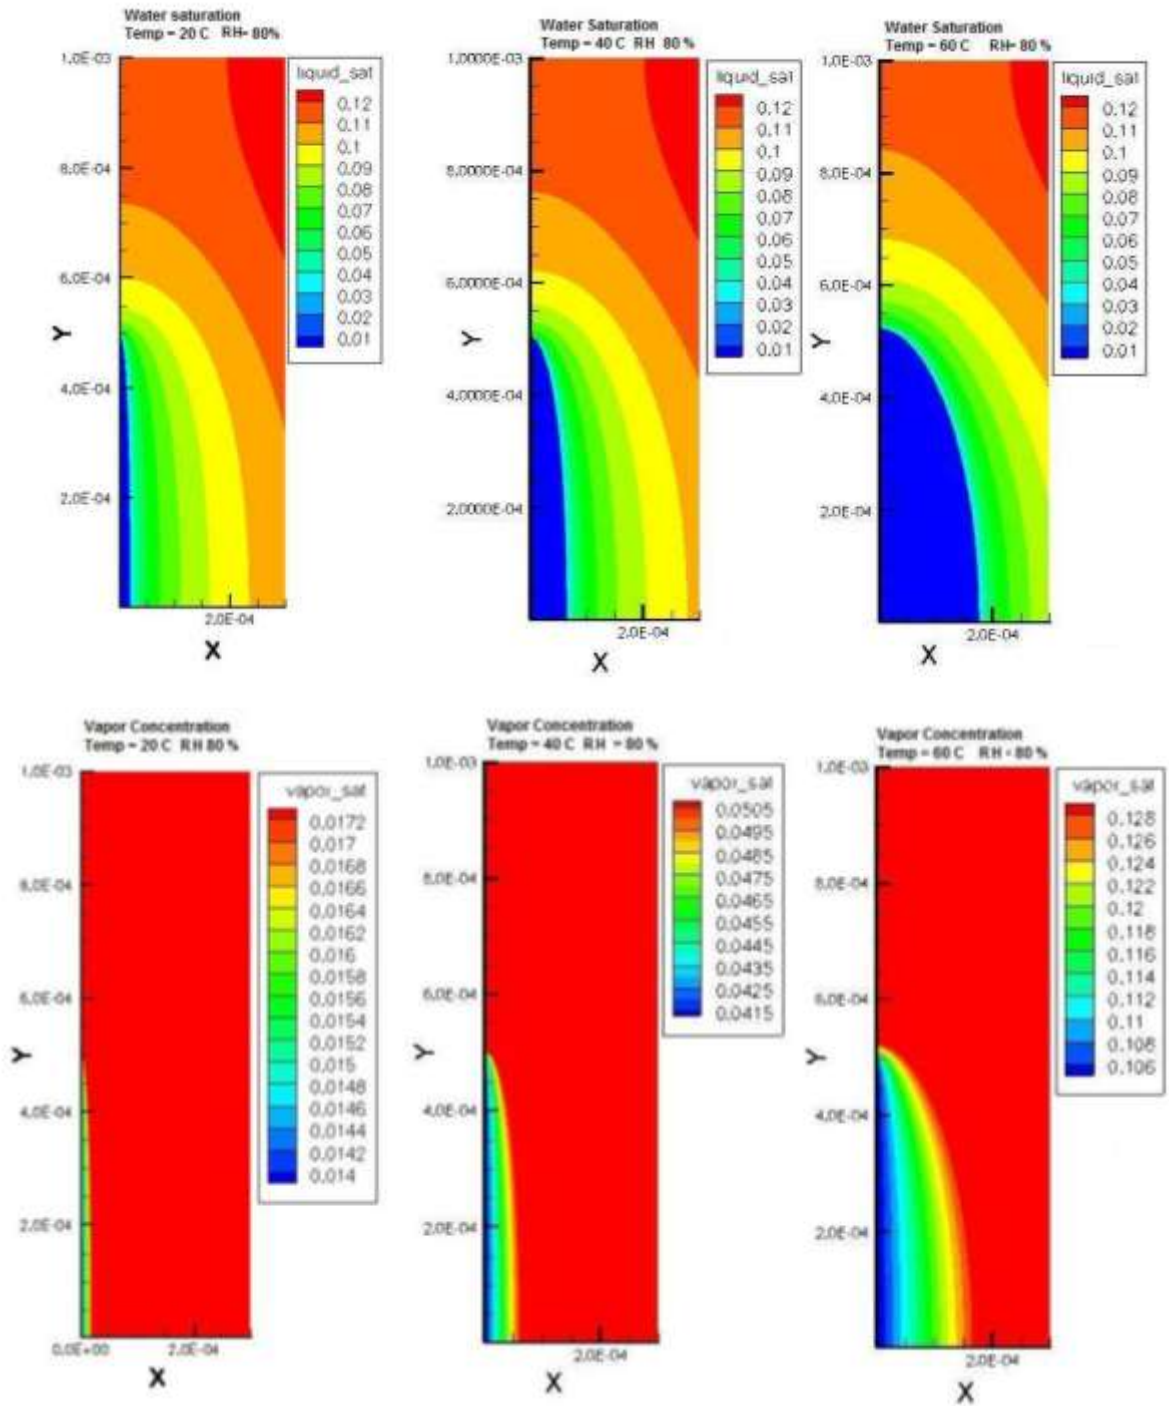 Water saturation
Temp = 20 C RH= 80%
1.0E-03
8.0E-04
6.0E-04
4.0E-04
2.0E-04
Y
2.0E-04
X
liquid_sat
0.12
0.11
0.1
0.09
0.08
0.07
0.06
0.05
0.04
0.03
0.02
0.01
Water Saturation
Temp = 40 C RH 80 %
1.0000E-03
8.0000E-04
6.0000E-04
4.0000E-04
2.0000E-04
Y
2.0E-04
X
liquid_sat
0.12
0.11
0.1
0.09
0.08
0.07
0.06
0.05
0.04
0.03
0.02
0.01
Water Saturation
Temp = 60 C RH= 80 %
1.0E-03
8.0E-04
6.0E-04
4.0E-04
2.0E-04
Y
2.0E-04
X
liquid_sat
0.12
0.11
0.1
0.09
0.08
0.07
0.06
0.05
0.04
0.03
0.02
0.01
Vapor Concentration
Temp = 20 C RH 80 %
1.0E-03
8.0E-04
6.0E-04
4.0E-04
2.0E-04
Y
0.0E+00
2.0E-04
X
vapor_sat
0.0172
0.017
0.0168
0.0166
0.0164
0.0162
0.016
0.0158
0.0156
0.0154
0.0152
0.015
0.0148
0.0146
0.0144
0.0142
0.014
Vapor Concentration
Temp = 40 C RH = 80 %
1.0E-03
8.0E-04
6.0E-04
4.0E-04
2.0E-04
Y
2.0E-04
X
vapor_sat
0.0505
0.0495
0.0485
0.0475
0.0465
0.0455
0.0445
0.0435
0.0425
0.0415
Vapor Concentration
Temp = 60 C RH - 80 %
1.0E-03
8.0E-04
6.0E-04
4.0E-04
2.0E-04
Y
2.0E-04
X
vapor_sat
0.128
0.126
0.124
0.122
0.12
0.118
0.116
0.114
0.112
0.11
0.108
0.106